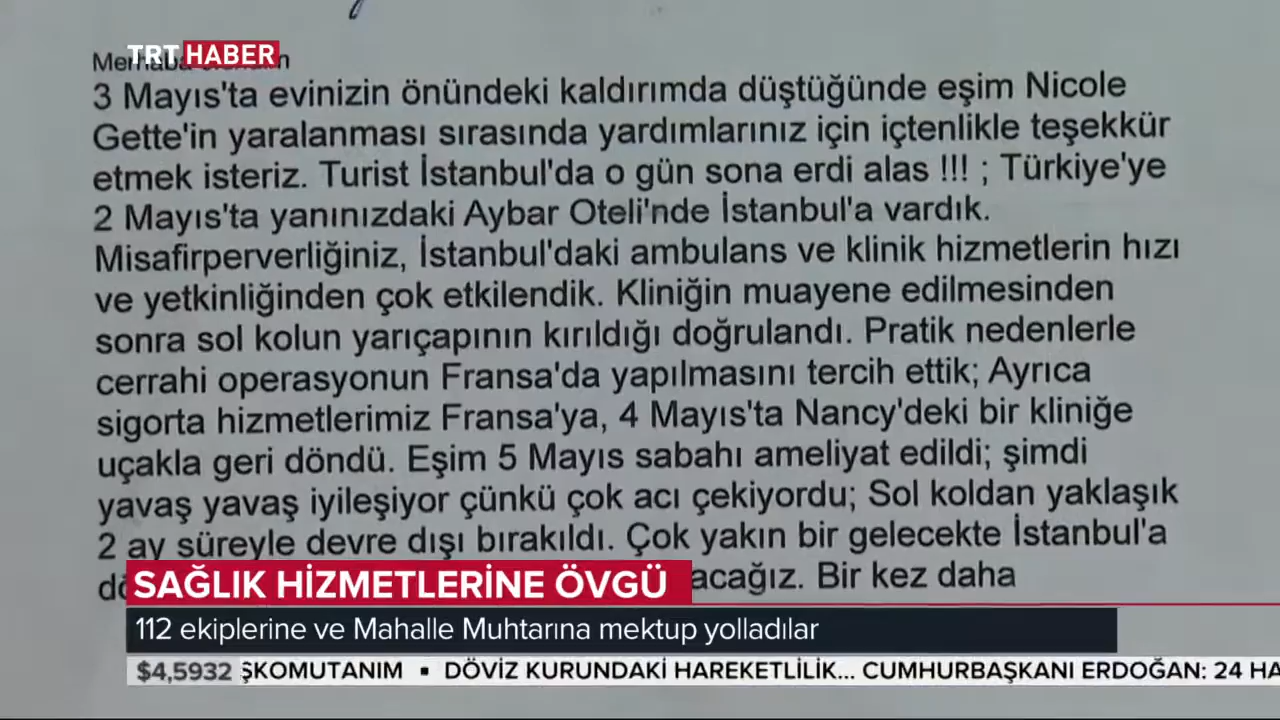 TRT HABER
3 Mayıs'ta evinizin önündeki kaldırımda düştüğünde eşim Nicole
Gette'in yaralanması sırasında yardımlarınız için içtenlikle teşekkür
etmek isteriz. Turist İstanbul'da o gün sona erdi alas !!! ; Türkiye'ye
2 Mayıs'ta yanınızdaki Aybar Oteli'nde İstanbul'a vardık.
Misafirperverliğiniz, İstanbul'daki ambulans ve klinik hizmetlerin hızı
ve yetkinliğinden çok etkilendik. Kliniğin muayene edilmesinden
sonra sol kolun yarıçapının kırıldığı doğrulandı. Pratik nedenlerle
cerrahi operasyonun Fransa'da yapılmasını tercih ettik; Ayrıca
sigorta hizmetlerimiz Fransa'ya, 4 Mayıs'ta Nancy'deki bir kliniğe
uçakla geri döndü. Eşim 5 Mayıs sabahı ameliyat edildi; şimdi
yavaş yavaş iyileşiyor çünkü çok acı çekiyordu; Sol koldan yaklaşık
2 ay süreyle devre dışı bırakıldı. Çok yakın bir gelecekte İstanbul'a
acağız. Bir kez daha
SAĞLIK HİZMETLERİNE ÖVGÜ
112 ekiplerine ve Mahalle Muhtarına mektup yolladılar
$4,5932 ŞKOMUTANIM ▪ DÖVİZ KURUNDAKİ HAREKETLİLİK... CUMHURBAŞKANI ERDOĞAN: 24 HA